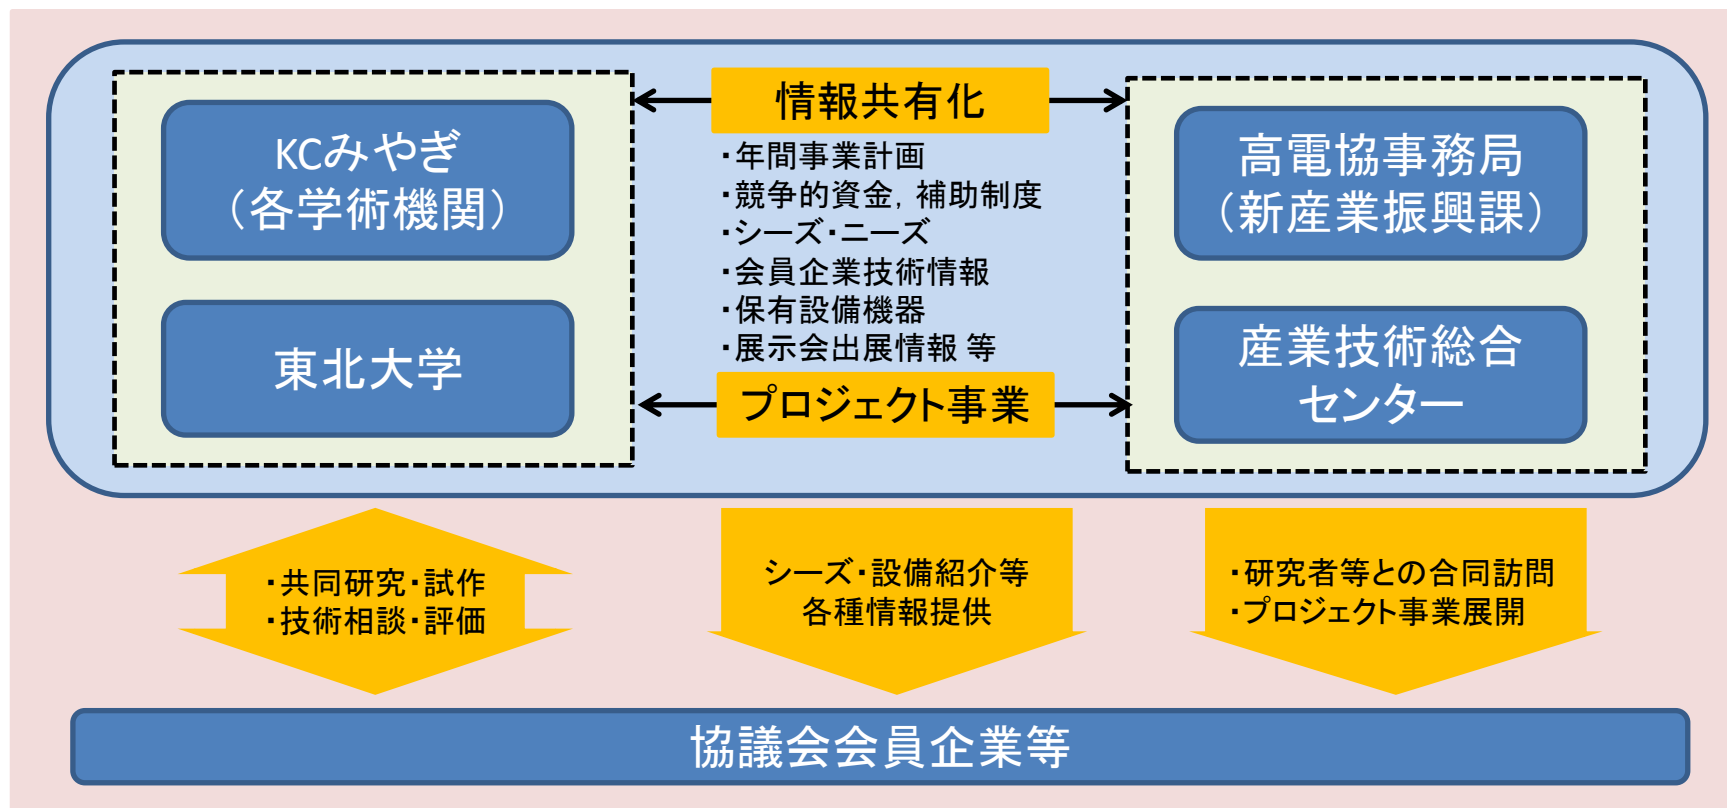 KCみやぎ
（各学術機関）
東北大学
情報共有化
・年間事業計画
・競争的資金，補助制度
・シーズ・ニーズ
・会員企業技術情報
・保有設備機器
・展示会出展情報 等
プロジェクト事業
高電協事務局
（新産業振興課）
産業技術総合
センター
・共同研究・試作
・技術相談・評価
シーズ・設備紹介等
各種情報提供
・研究者等との合同訪問
・プロジェクト事業展開
協議会会員企業等